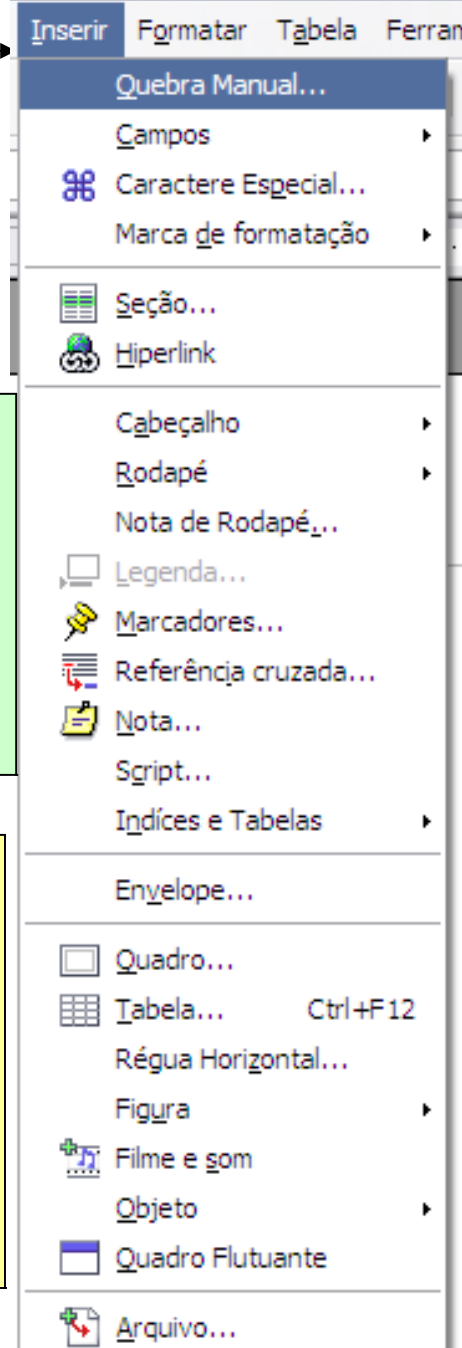 Inserir Formatar Tabela Ferram
Quebra Manual...
Campos
Caractere Especial...
Marca de formatação
Seção...
Hiperlink
Cabeçalho
Rodapé
Nota de Rodapé...
Legenda...
Marcadores...
Referência cruzada...
Nota...
Script...
Indíces e Tabelas
Envelope...
Quadro...
Tabela... Ctrl+F12
Régua Horizontal...
Figura
Filme e som
Objeto
Quadro Flutuante
Arquivo...